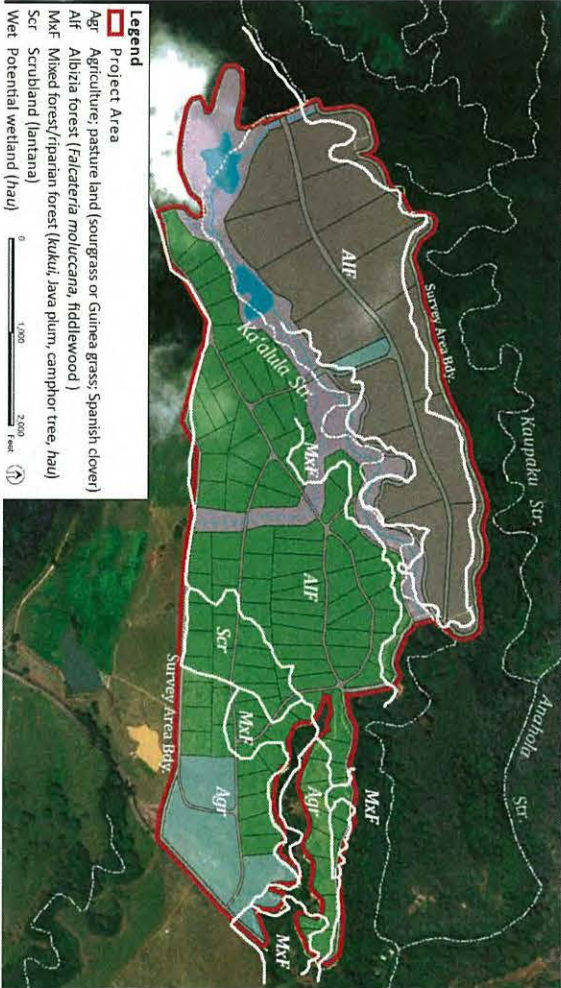 Legend
Project Area
Agr Agriculture; pasture land (sourgrass or Guinea grass; Spanish clover)
Alf Albizia forest (Falcateria moluccana, fiddlewood )
MxF Mixed forest/riparian forest (kukui, Java plum, camphor tree, hau)
Scr Scrubland (lantana)
Wet Potential wetland (hau)
0 1,000 2,000 Feet
Kaupaku Str.
Anahola Str.
Survey Area Bdy.
AlF
Ka'alula Str.
MxF
AlF
Scr
MxF
Agr
MxF
Agr
MxF
Survey Area Bdy.